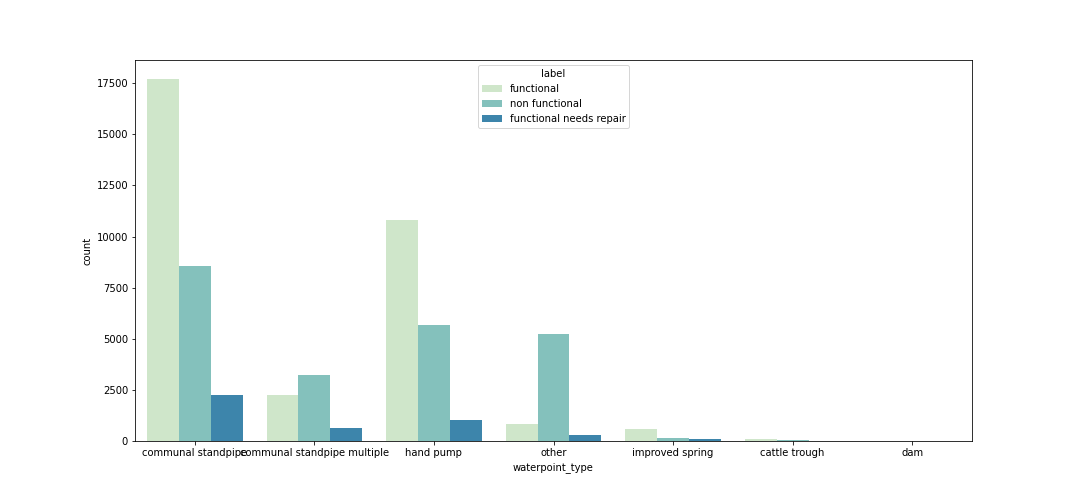 label
functional
non functional
functional needs repair
17500
15000
12500
10000
7500
5000
2500
0
count
communal standpipe
communal standpipe multiple
hand pump
other
improved spring
cattle trough
dam
waterpoint_type